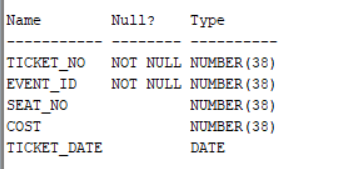 Name        Null?    Type
----------- -------- ----------
TICKET_NO   NOT NULL NUMBER(38)
EVENT_ID    NOT NULL NUMBER(38)
SEAT_NO              NUMBER(38)
COST                 NUMBER(38)
TICKET_DATE          DATE